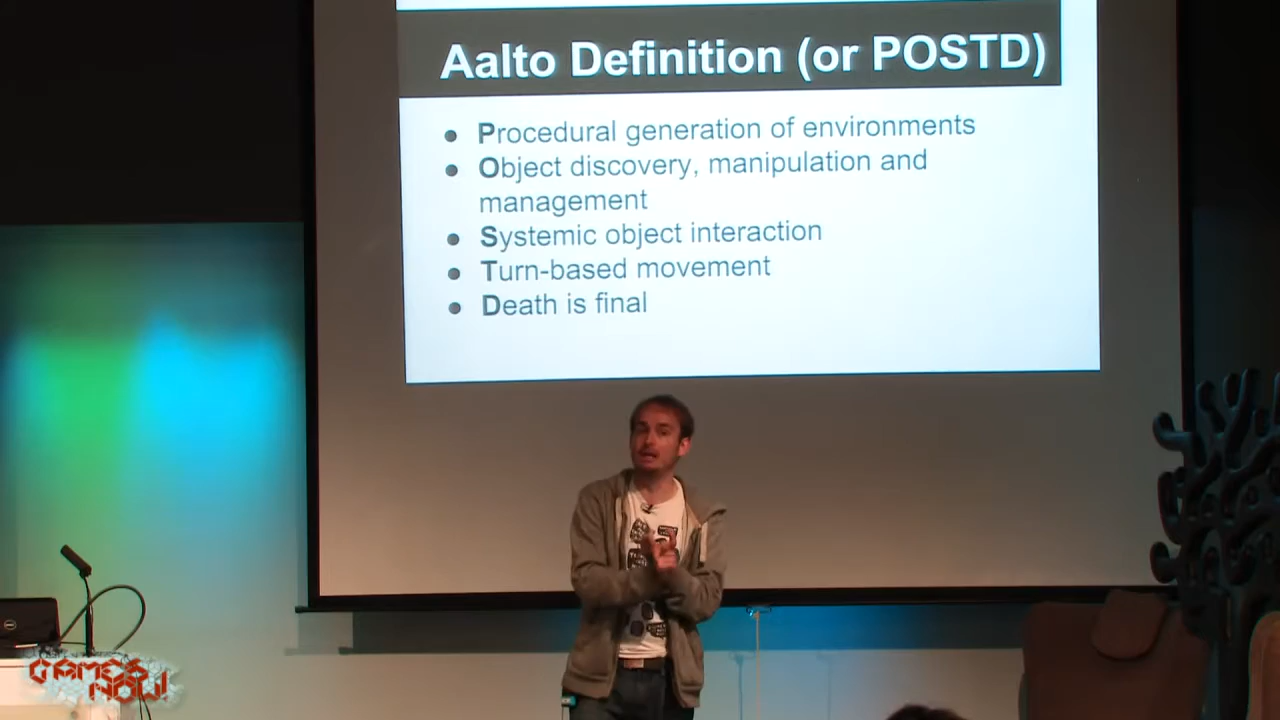 Aalto Definition (or POSTD)
Procedural generation of environments
Object discovery, manipulation and
management
Systemic object interaction
Turn-based movement
Death is final
GAMES
NOW!